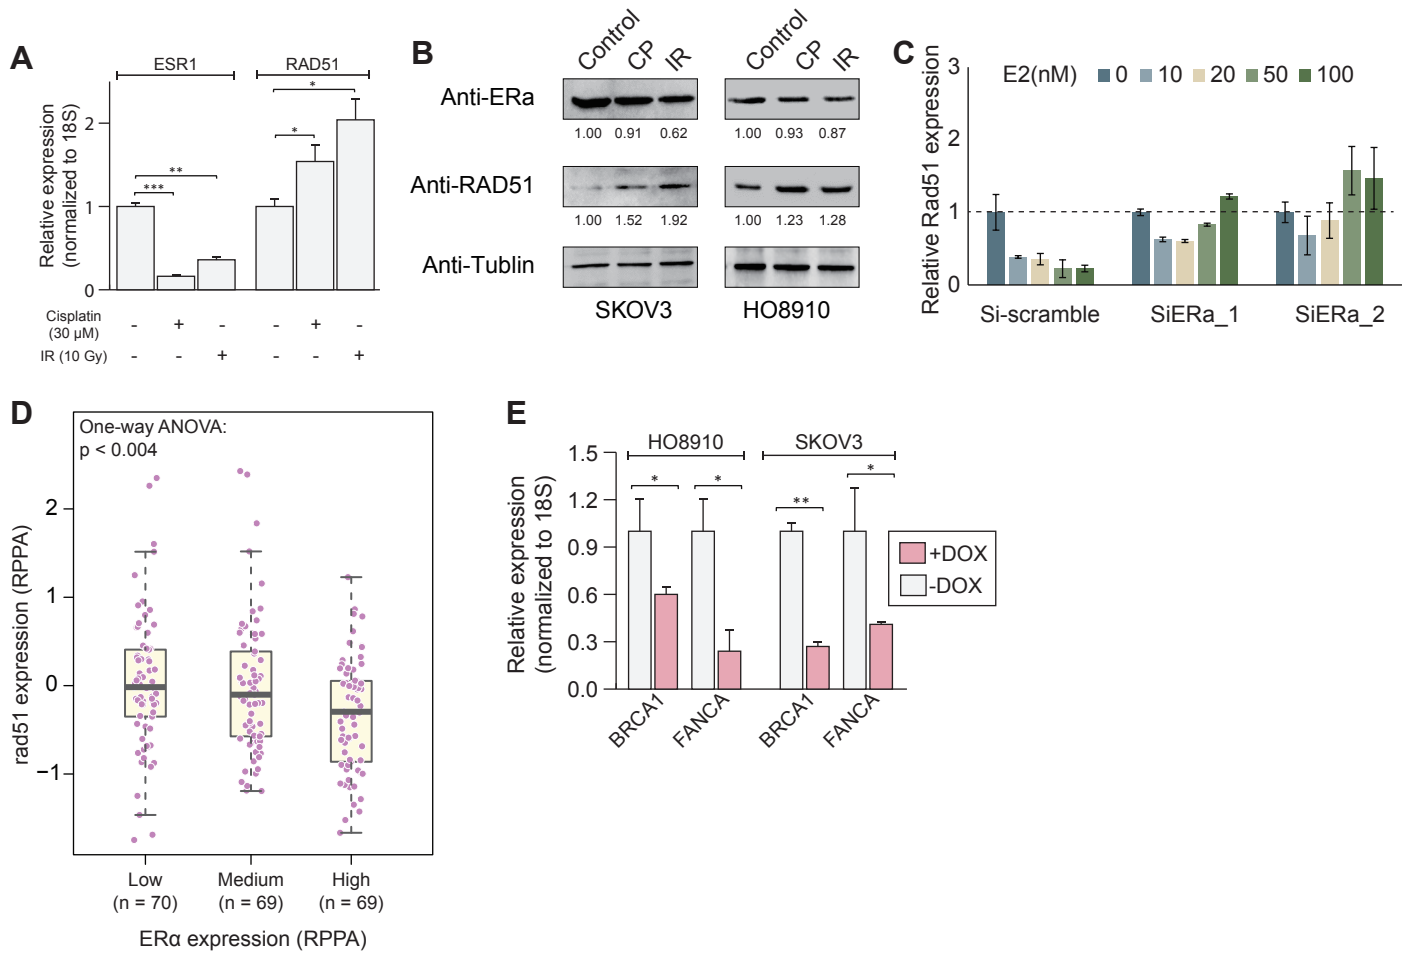 A
ESR1
RAD51
Relative expression
(normalized to 18S)
2
1
0
***
**
*
*
Cisplatin
(30 µM)
- + - - + -
IR (10 Gy)
- - + - - +
B
Control
CP
IR
Control
CP
IR
Anti-ERa
1.00 0.91 0.62
1.00 0.93 0.87
Anti-RAD51
1.00 1.52 1.92
1.00 1.23 1.28
Anti-Tublin
SKOV3
HO8910
C
Relative Rad51 expression
3
2
1
0
E2(nM)
0
10
20
50
100
Si-scramble
SiERa_1
SiERa_2
D
One-way ANOVA:
p < 0.004
rad51 expression (RPPA)
2
1
0
−1
Low
(n = 70)
Medium
(n = 69)
High
(n = 69)
ERα expression (RPPA)
E
HO8910
SKOV3
Relative expression
(normalized to 18S)
1.5
1.2
0.9
0.6
0.3
0.0
*
*
**
*
+DOX
-DOX
BRCA1
FANCA
BRCA1
FANCA